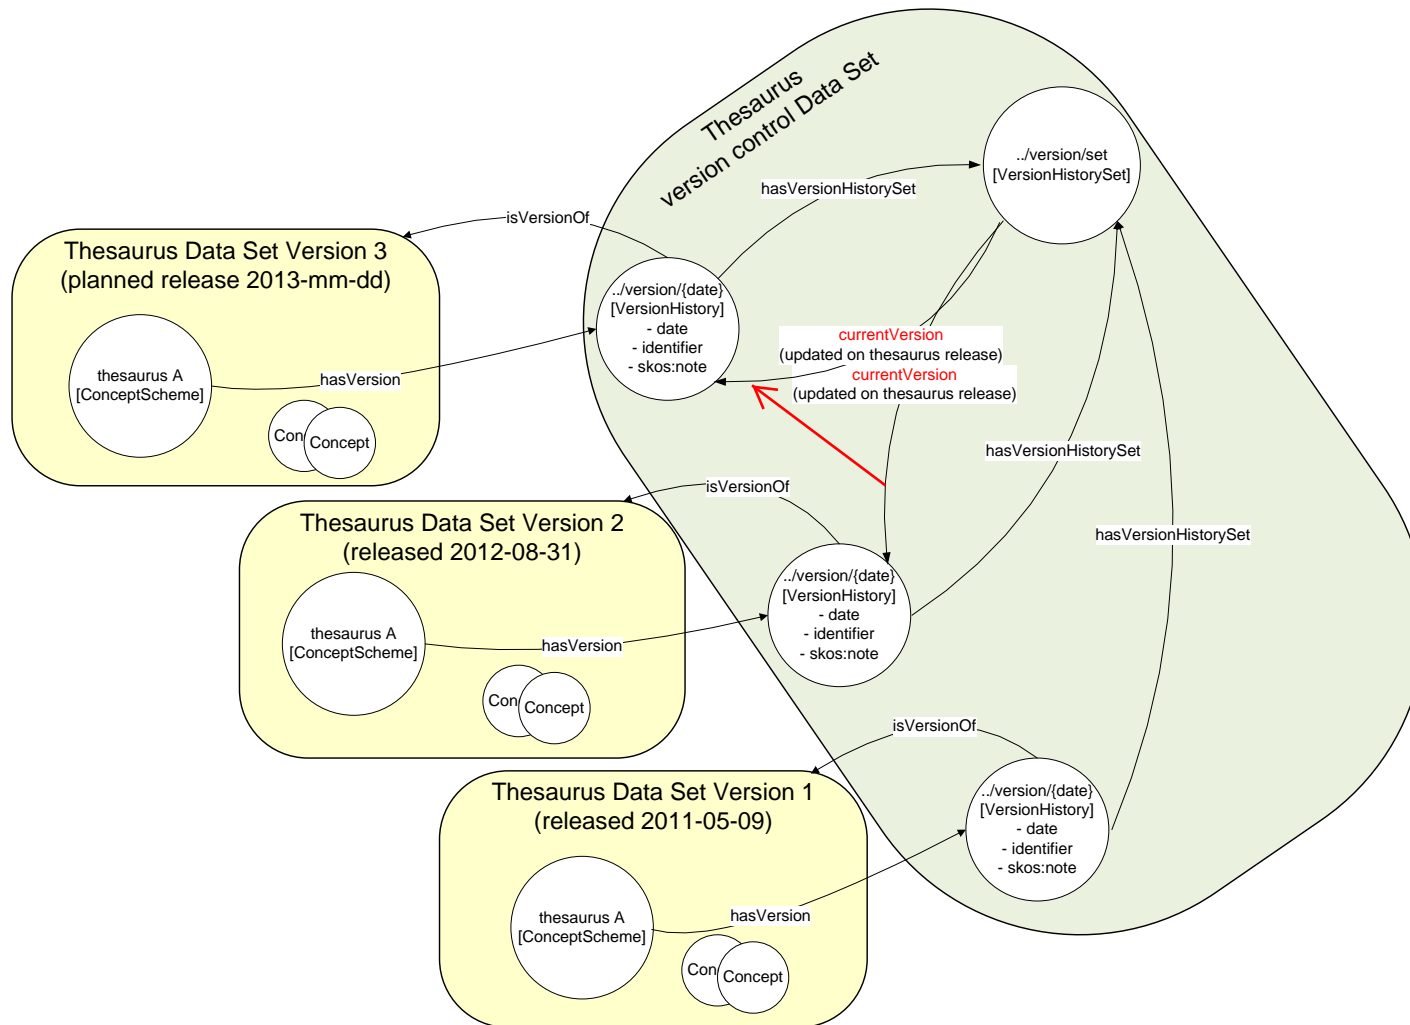 Thesaurus
version control Data Set
../version/set
[VersionHistorySet]
hasVersionHistorySet
isVersionOf
Thesaurus Data Set Version 3
(planned release 2013-mm-dd)
../version/{date}
[VersionHistory]
- date
- identifier
- skos:note
thesaurus A
[ConceptScheme]
hasVersion
Con
Concept
currentVersion
(updated on thesaurus release)
currentVersion
(updated on thesaurus release)
hasVersionHistorySet
isVersionOf
Thesaurus Data Set Version 2
(released 2012-08-31)
../version/{date}
[VersionHistory]
- date
- identifier
- skos:note
thesaurus A
[ConceptScheme]
hasVersion
Con
Concept
hasVersionHistorySet
isVersionOf
Thesaurus Data Set Version 1
(released 2011-05-09)
../version/{date}
[VersionHistory]
- date
- identifier
- skos:note
thesaurus A
[ConceptScheme]
hasVersion
Con
Concept